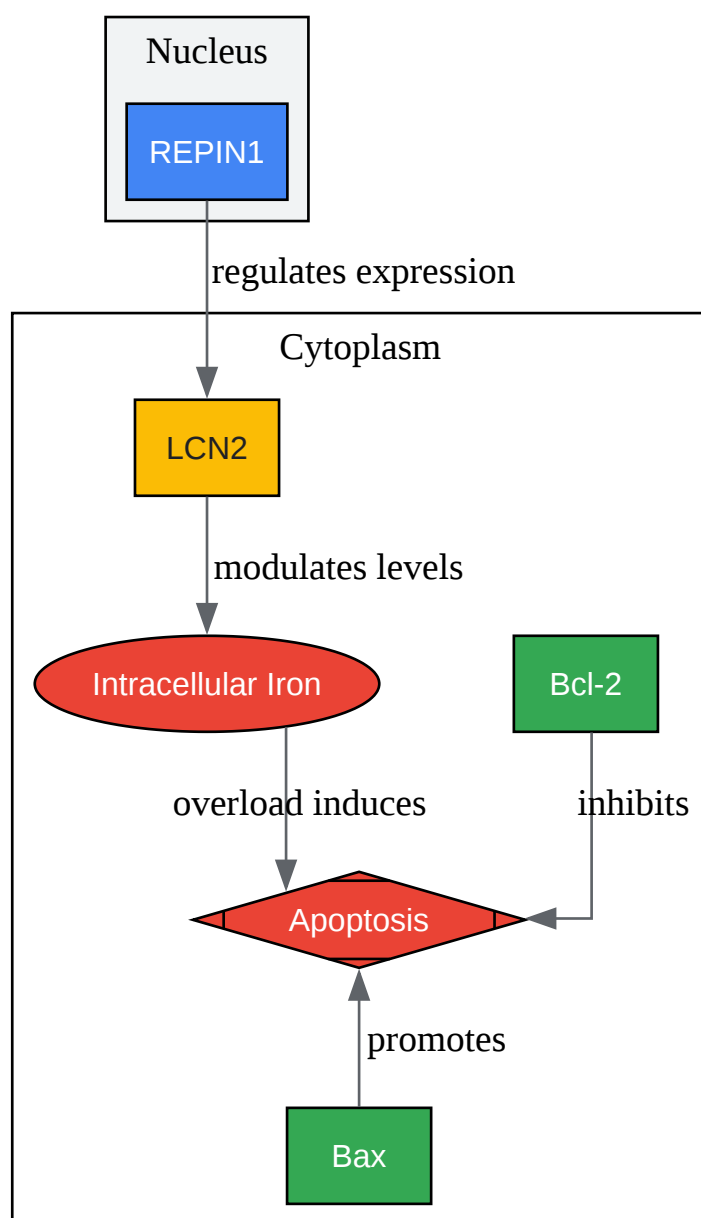 Nucleus
REPIN1
regulates expression
Cytoplasm
LCN2
modulates levels
Intracellular Iron
Bcl-2
overload induces
inhibits
Apoptosis
promotes
Bax